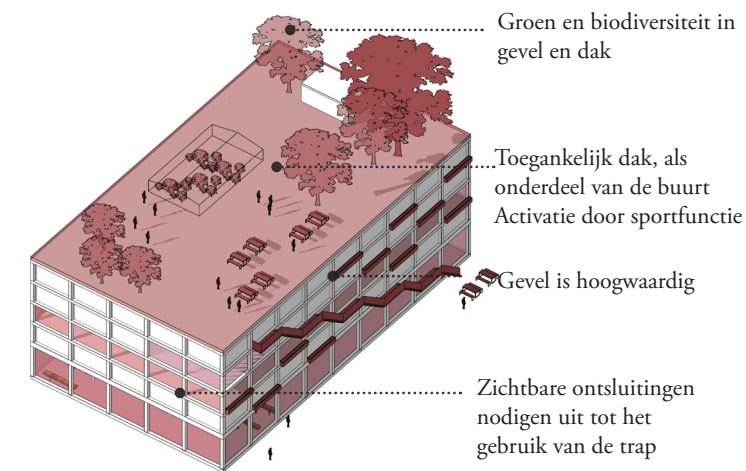 Groen en biodiversiteit in
gevel en dak
Toegankelijk dak, als
onderdeel van de buurt
Activatie door sportfunctie
Gevel is hoogwaardig
Zichtbare ontsluitingen
nodigen uit tot het
gebruik van de trap